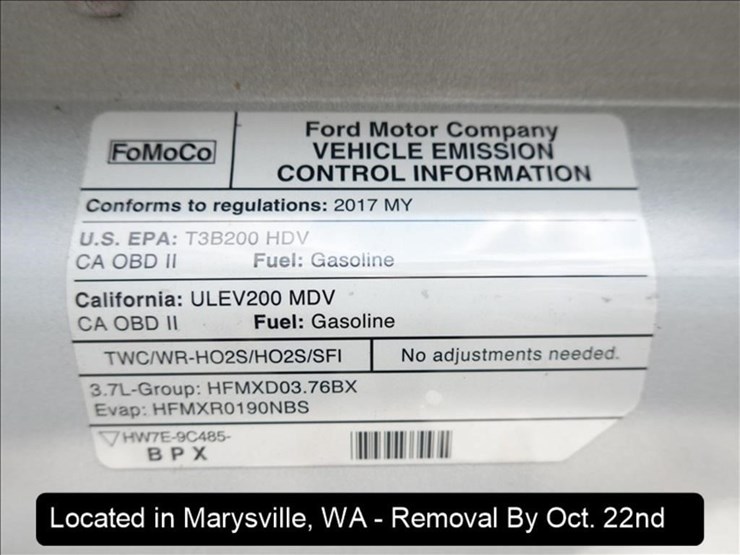 FoMoCo
Ford Motor Company
VEHICLE EMISSION
CONTROL INFORMATION
Conforms to regulations: 2017 MY
U.S. EPA: T3B200 HDV
CA OBD II Fuel: Gasoline
California: ULEV200 MDV
CA OBD II Fuel: Gasoline
TWC/WR-HO2S/HO2S/SFI No adjustments needed.
3.7L-Group: HFMXD03.76BX
Evap: HFMXR0190NBS
HW7E-9C485-
BPX
Located in Marysville, WA - Removal By Oct. 22nd